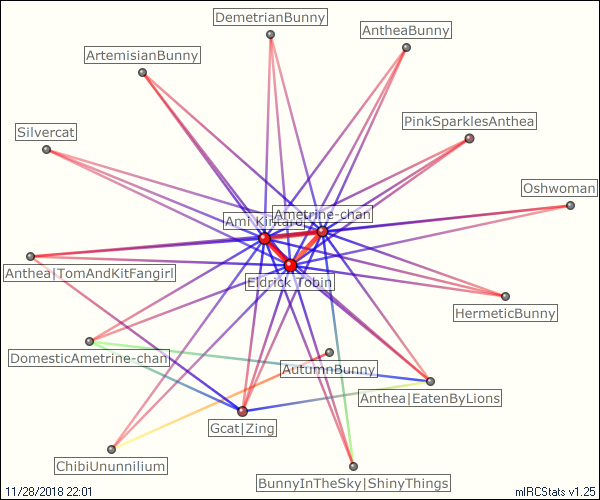 DemetrianBunny
AntheaBunny
ArtemisianBunny
PinkSparklesAnthea
Silvercat
Oshwoman
Ametrine-chan
Ami Kintaro
Anthea|TomAndKitFangirl
Eldrick Tobin
HermeticBunny
DomesticAmetrine-chan
AutumnBunny
Anthea|EatenByLions
Gcat|Zing
ChibiUnunnilium
BunnyInTheSky|ShinyThings
11/28/2018 22:01
mIRCStats v1.25